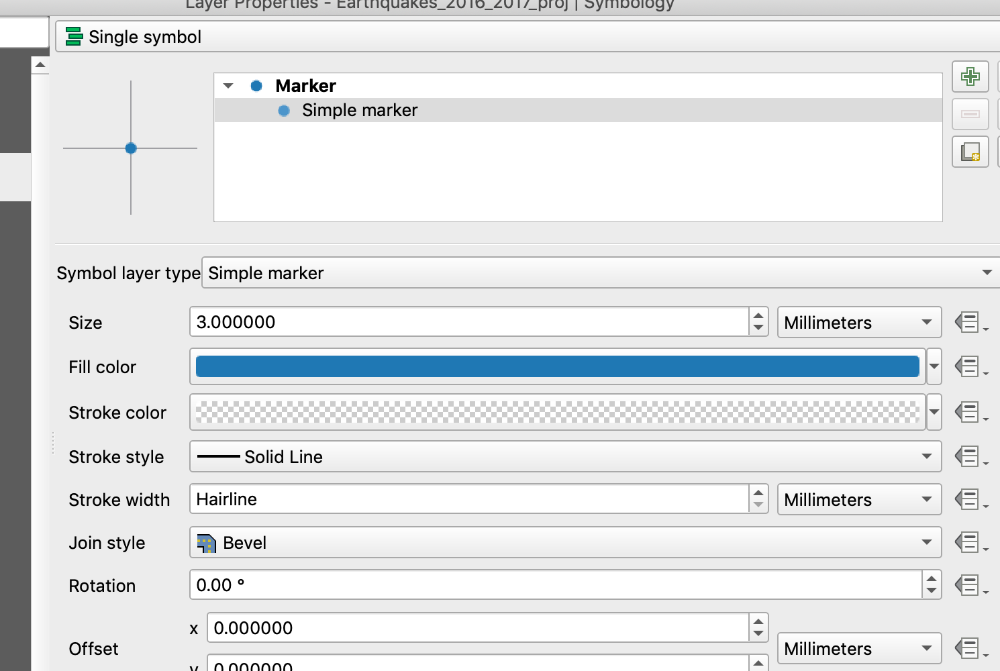 Layer Properties - Earthquakes_2016_2017_proj | Symbology
Single symbol
Marker
Simple marker
Symbol layer type Simple marker
Size 3.000000 Millimeters
Fill color
Stroke color
Stroke style Solid Line
Stroke width Hairline Millimeters
Join style Bevel
Rotation 0.00 °
x 0.000000
Offset Millimeters
y 0.000000